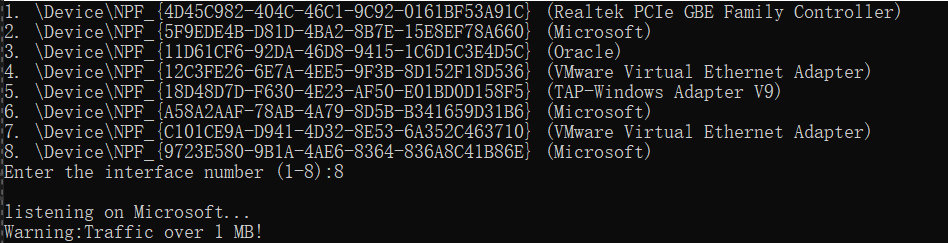 1. \Device\NPF_{4D45C982-404C-46C1-9C92-0161BF53A91C} (Realtek PCIe GBE Family Controller)
2. \Device\NPF_{5F9EDE4B-D81D-4BA2-8B7E-15E8EF78A660} (Microsoft)
3. \Device\NPF_{11D61CF6-92DA-46D8-9415-1C6D1C3E4D5C} (Oracle)
4. \Device\NPF_{12C3FE26-6E7A-4EE5-9F3B-8D152F18D536} (VMware Virtual Ethernet Adapter)
5. \Device\NPF_{18D48D7D-F630-4E23-AF50-E01BD0D158F5} (TAP-Windows Adapter V9)
6. \Device\NPF_{A58A2AAF-78AB-4A79-8D5B-B341659D31B6} (Microsoft)
7. \Device\NPF_{C101CE9A-D941-4D32-8E53-6A352C463710} (VMware Virtual Ethernet Adapter)
8. \Device\NPF_{9723E580-9B1A-4AE6-8364-836A8C41B86E} (Microsoft)
Enter the interface number (1-8):8
listening on Microsoft...
Warning:Traffic over 1 MB!